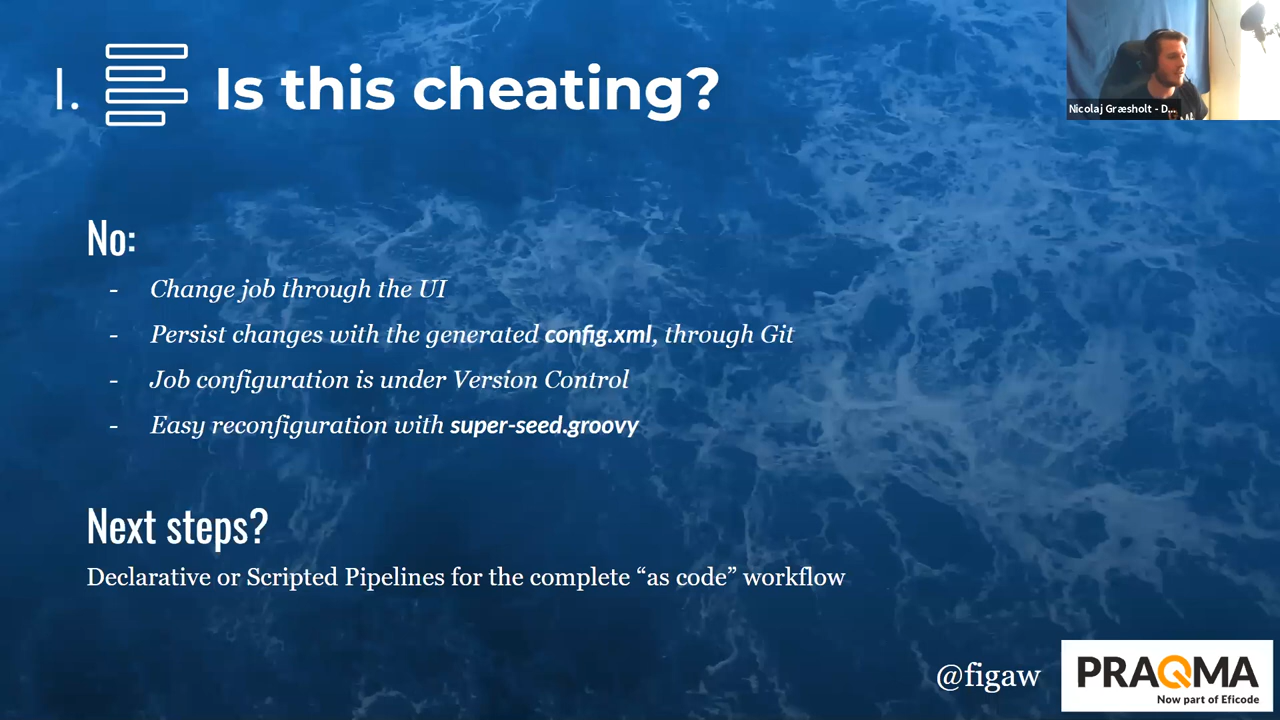 I. Is this cheating?
Nicolaj Græsholt - D...
No:
- Change job through the UI
- Persist changes with the generated config.xml, through Git
- Job configuration is under Version Control
- Easy reconfiguration with super-seed.groovy
Next steps?
Declarative or Scripted Pipelines for the complete “as code” workflow
@figaw
PRAQMA
Now part of Eficode